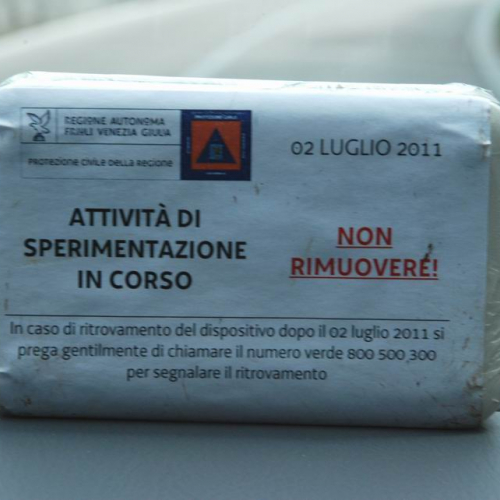 REGIONE AUTONOMA
FRIULI VENEZIA GIULIA
PROTEZIONE CIVILE DELLA REGIONE
02 LUGLIO 2011
ATTIVITÀ DI
SPERIMENTAZIONE
IN CORSO
NON
RIMUOVERE!
In caso di ritrovamento del dispositivo dopo il 02 luglio 2011 si
prega gentilmente di chiamare il numero verde 800 500 300
per segnalare il ritrovamento